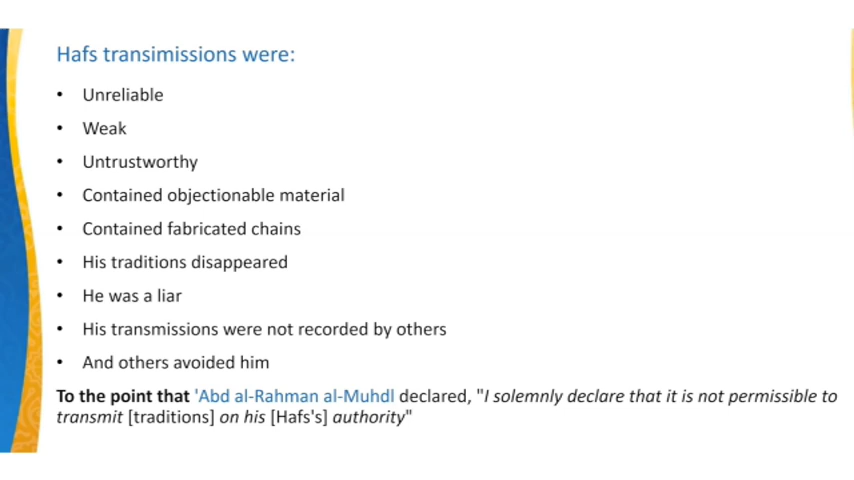 Hafs transimissions were:
• Unreliable
• Weak
• Untrustworthy
• Contained objectionable material
• Contained fabricated chains
• His traditions disappeared
• He was a liar
• His transmissions were not recorded by others
• And others avoided him
To the point that 'Abd al-Rahman al-Muhdl declared, "I solemnly declare that it is not permissible to
transmit [traditions] on his [Hafs's] authority"